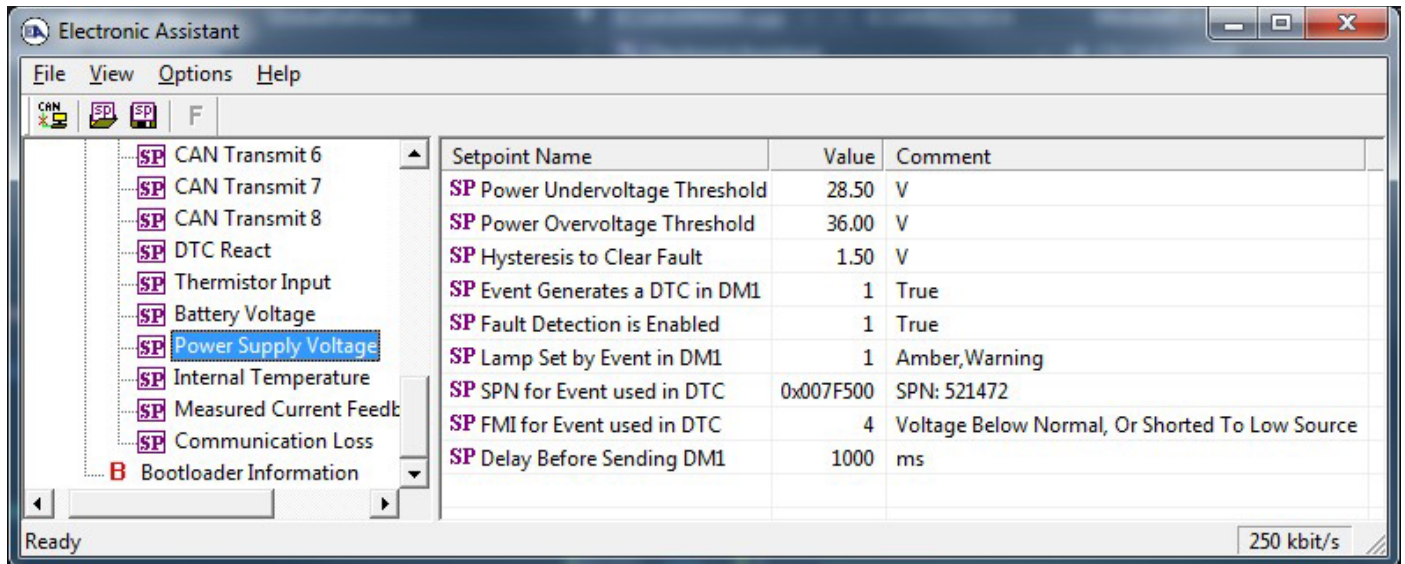 Electronic Assistant
File View Options Help
CAN SP SP F
SP CAN Transmit 6
SP CAN Transmit 7
SP CAN Transmit 8
SP DTC React
SP Thermistor Input
SP Battery Voltage
SP Power Supply Voltage
SP Internal Temperature
SP Measured Current Feedb
SP Communication Loss
B Bootloader Information
Setpoint Name Value Comment
SP Power Undervoltage Threshold 28.50 V
SP Power Overvoltage Threshold 36.00 V
SP Hysteresis to Clear Fault 1.50 V
SP Event Generates a DTC in DM1 1 True
SP Fault Detection is Enabled 1 True
SP Lamp Set by Event in DM1 1 Amber,Warning
SP SPN for Event used in DTC 0x007F500 SPN: 521472
SP FMI for Event used in DTC 4 Voltage Below Normal, Or Shorted To Low Source
SP Delay Before Sending DM1 1000 ms
Ready 250 kbit/s